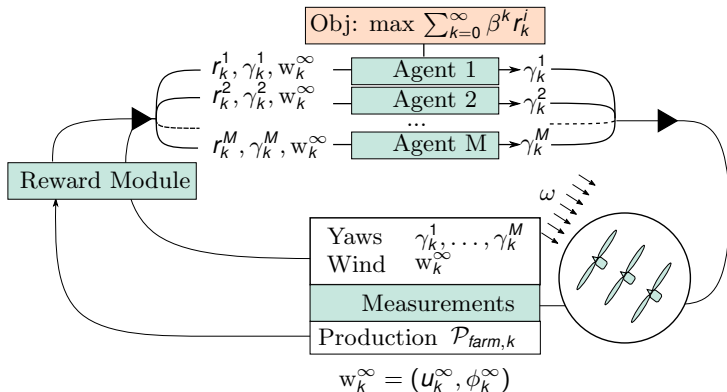 Obj: max ∑_{k=0}^{∞} β^k r_k^i
r_k^1, γ_k^1, w_k^∞ Agent 1 γ_k^1
r_k^2, γ_k^2, w_k^∞ Agent 2 γ_k^2
...
r_k^M, γ_k^M, w_k^∞ Agent M γ_k^M
Reward Module
ω
Yaws γ_k^1, . . . , γ_k^M
Wind w_k^∞
Measurements
Production 𝒫_{farm,k}
w_k^∞ = (u_k^∞, ϕ_k^∞)